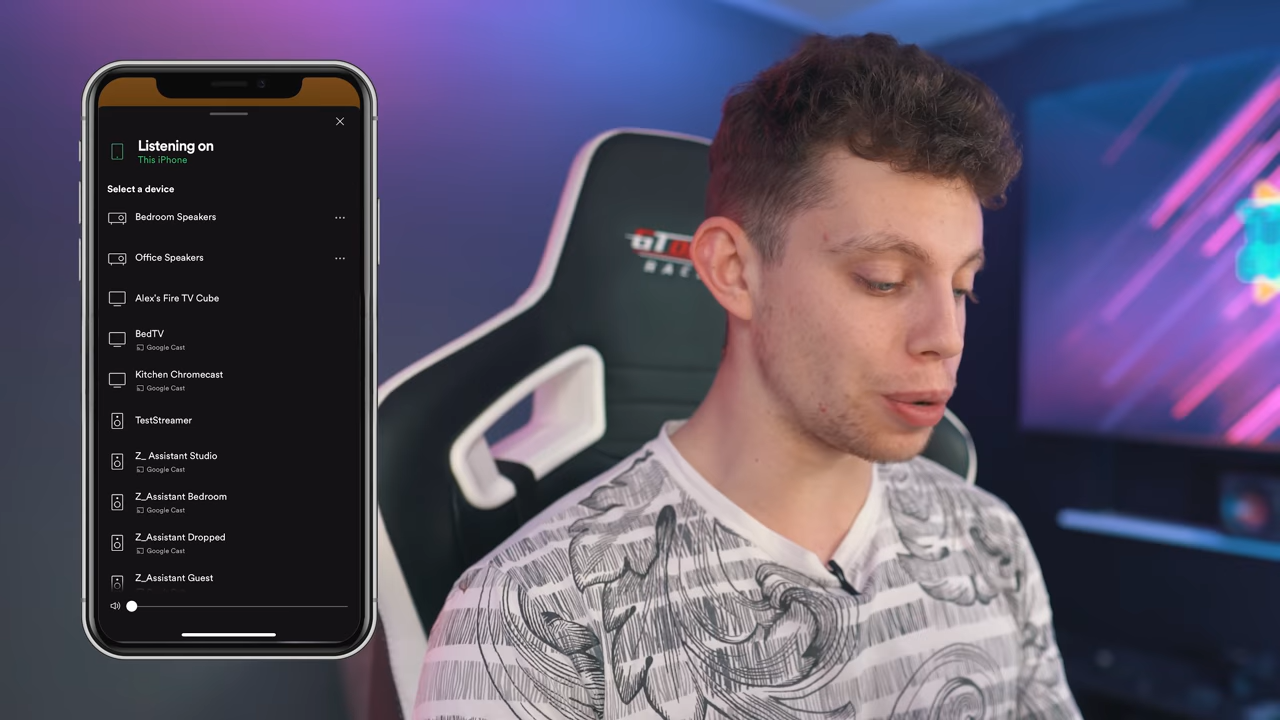 Listening on
This iPhone
Select a device
Bedroom Speakers
Office Speakers
Alex's Fire TV Cube
BedTV
Google Cast
Kitchen Chromecast
Google Cast
TestStreamer
Z_ Assistant Studio
Google Cast
Z_Assistant Bedroom
Google Cast
Z_Assistant Dropped
Google Cast
Z_Assistant Guest